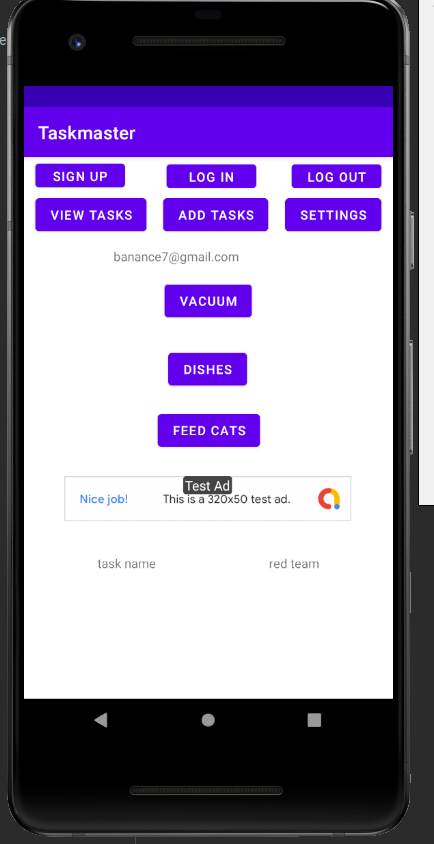 Taskmaster
SIGN UP LOG IN LOG OUT
VIEW TASKS ADD TASKS SETTINGS
banance7@gmail.com
VACUUM
DISHES
FEED CATS
Test Ad
Nice job! This is a 320x50 test ad.
task name red team